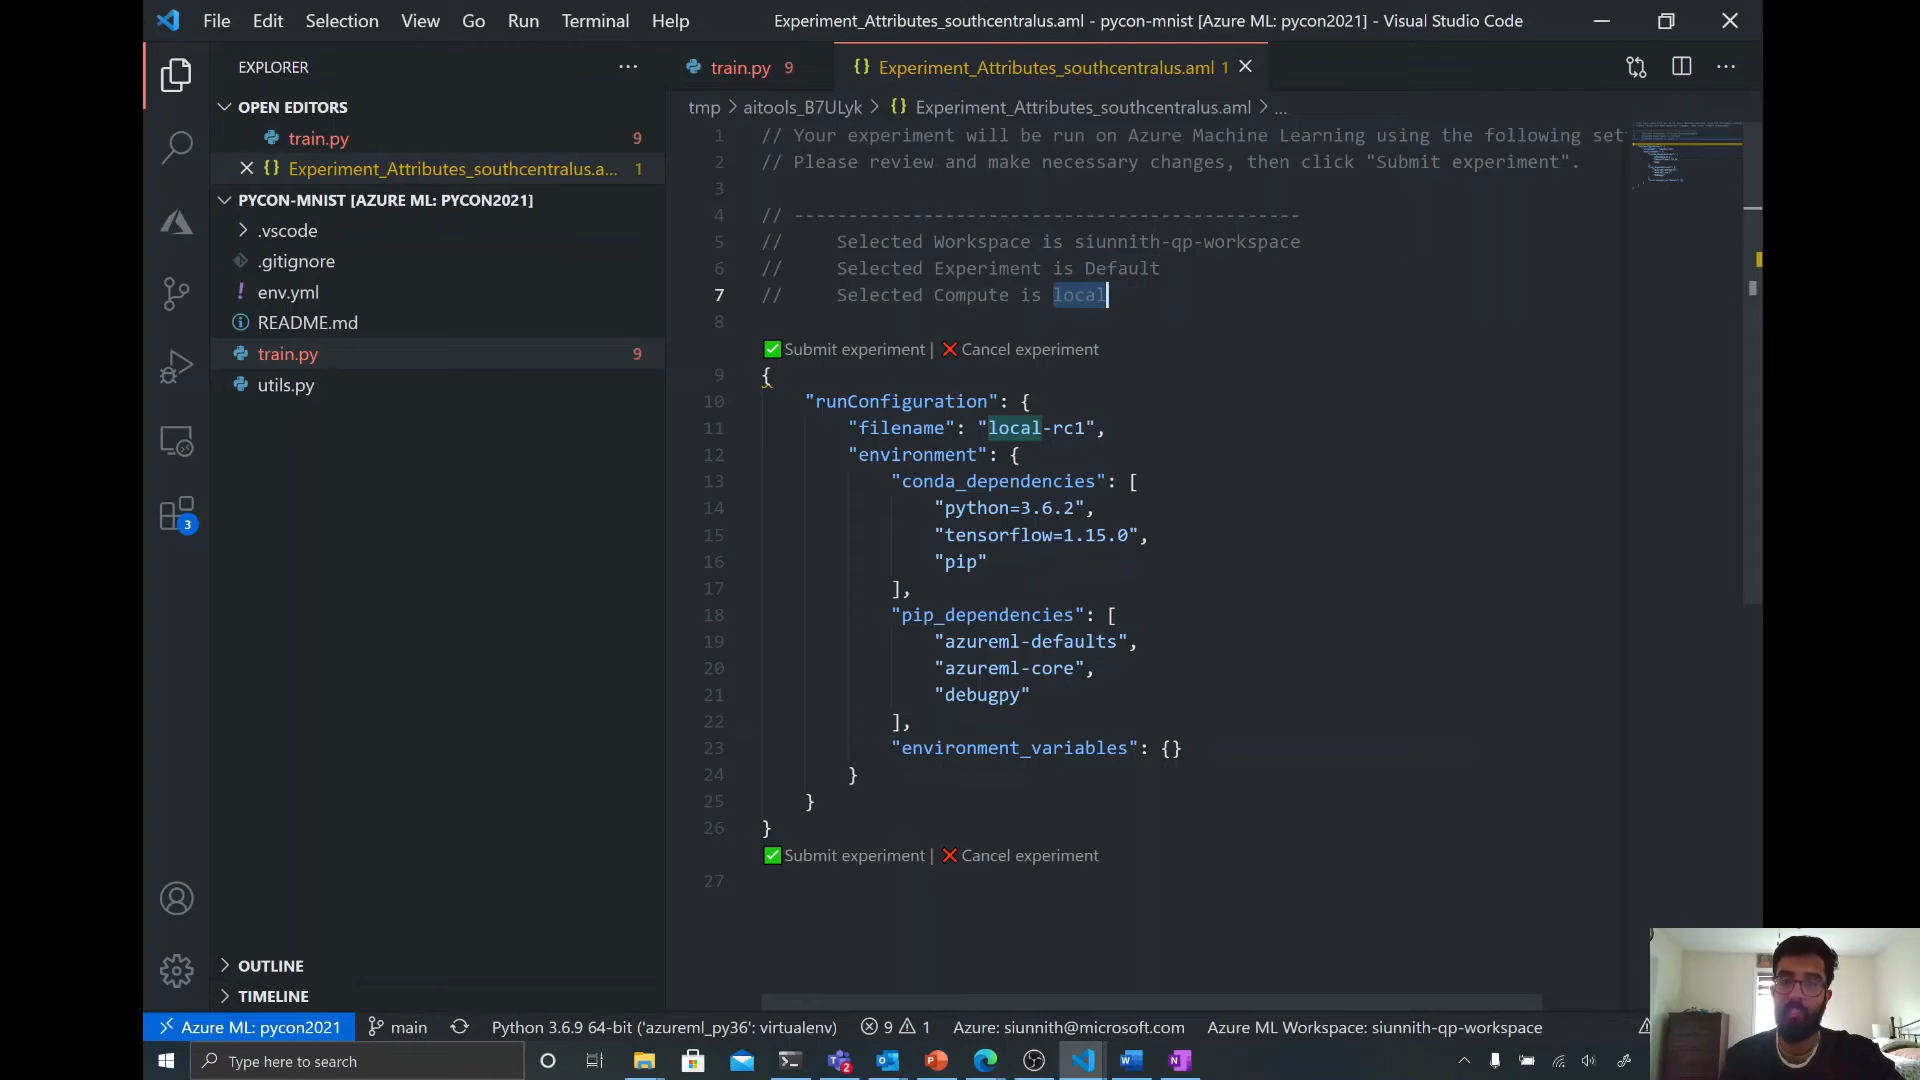 File Edit Selection View Go Run Terminal Help
Experiment_Attributes_southcentralus.aml - pycon-mnist [Azure ML: pycon2021] - Visual Studio Code
EXPLORER
OPEN EDITORS
train.py 9
Experiment_Attributes_southcentralus.a... 1
PYCON-MNIST [AZURE ML: PYCON2021]
.vscode
.gitignore
env.yml
README.md
train.py 9
utils.py
OUTLINE
TIMELINE
3
train.py 9
Experiment_Attributes_southcentralus.aml 1
tmp > aitools_B7ULyk > {} Experiment_Attributes_southcentralus.aml > ...
1 // Your experiment will be run on Azure Machine Learning using the following set
2 // Please review and make necessary changes, then click "Submit experiment".
3
4 // -----------------------------------------------
5 // Selected Workspace is siunnith-qp-workspace
6 // Selected Experiment is Default
7 // Selected Compute is local
8
Submit experiment | Cancel experiment
9 {
10 "runConfiguration": {
11 "filename": "local-rc1",
12 "environment": {
13 "conda_dependencies": [
14 "python=3.6.2",
15 "tensorflow=1.15.0",
16 "pip"
17 ],
18 "pip_dependencies": [
19 "azureml-defaults",
20 "azureml-core",
21 "debugpy"
22 ],
23 "environment_variables": {}
24 }
25 }
26 }
Submit experiment | Cancel experiment
27
Azure ML: pycon2021 main Python 3.6.9 64-bit ('azureml_py36': virtualenv) 9 1 Azure: siunnith@microsoft.com Azure ML Workspace: siunnith-qp-workspace
Type here to search
2